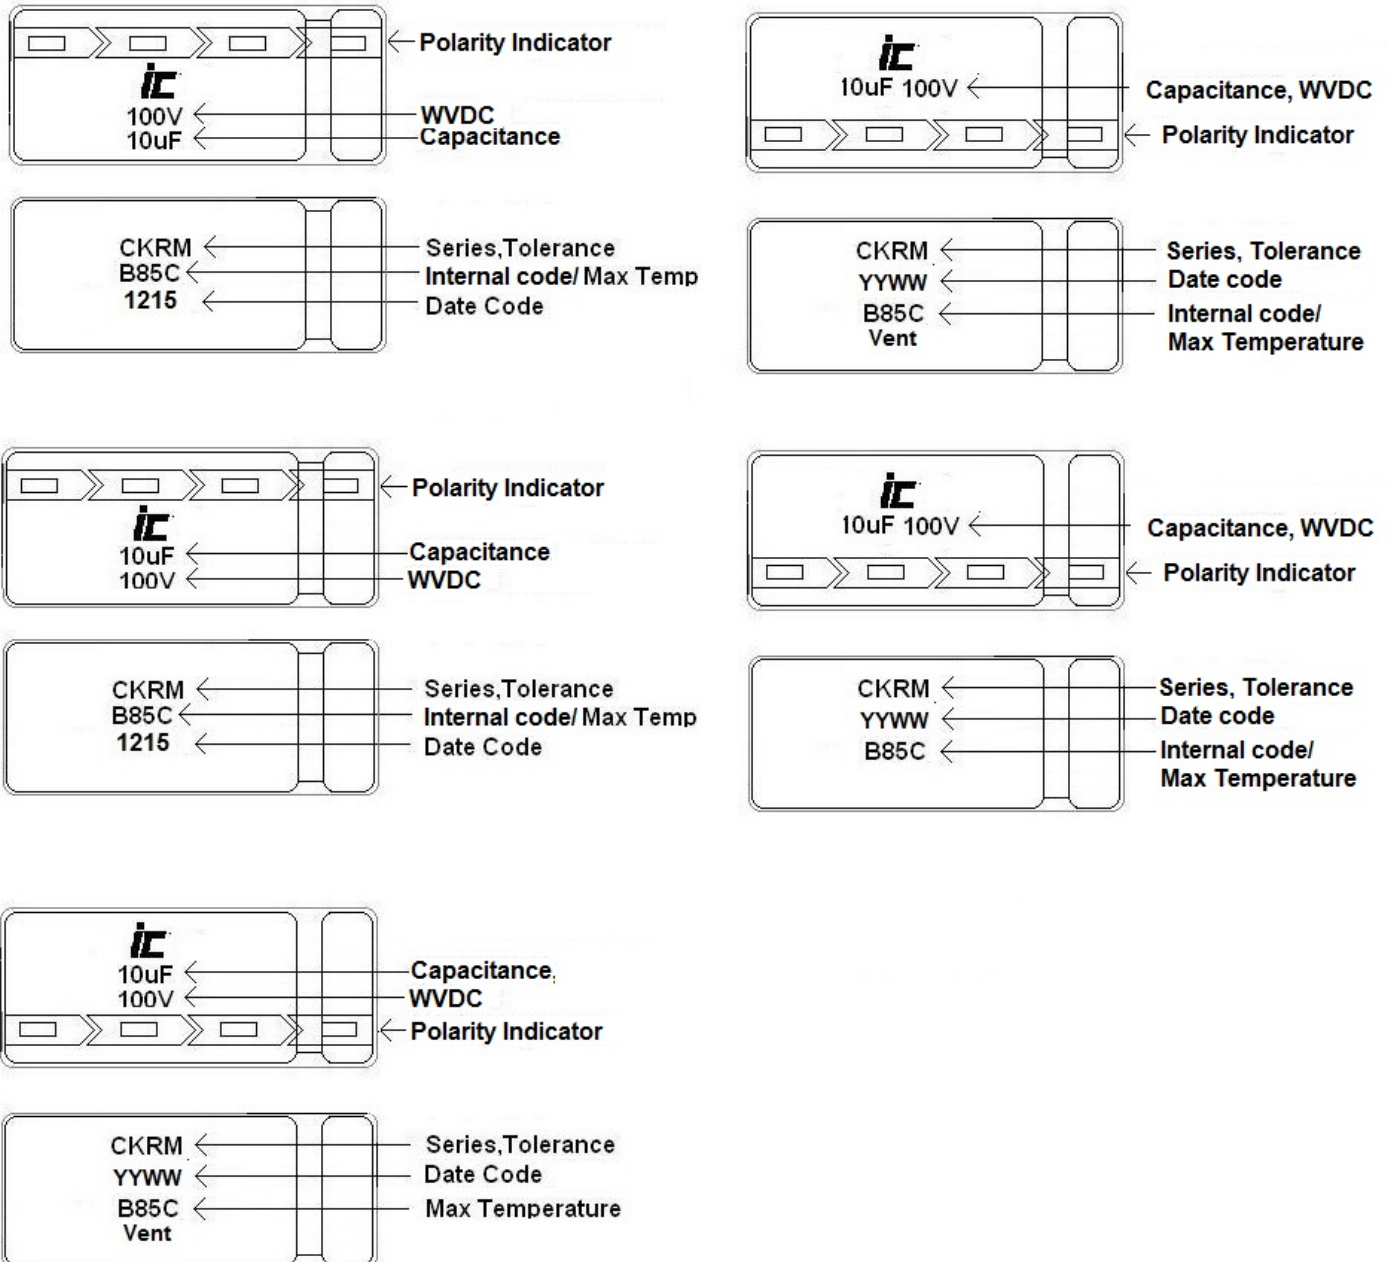 Polarity Indicator
ic
100V WVDC
10uF Capacitance
CKRM Series,Tolerance
B85C Internal code/ Max Temp
1215 Date Code
ic
10uF 100V Capacitance, WVDC
Polarity Indicator
CKRM Series, Tolerance
YYWW Date code
B85C Internal code/
Vent Max Temperature
Polarity Indicator
ic
10uF Capacitance
100V WVDC
CKRM Series,Tolerance
B85C Internal code/ Max Temp
1215 Date Code
ic
10uF 100V Capacitance, WVDC
Polarity Indicator
CKRM Series, Tolerance
YYWW Date code
B85C Internal code/
Max Temperature
ic
10uF Capacitance,
100V WVDC
Polarity Indicator
CKRM Series,Tolerance
YYWW Date Code
B85C Max Temperature
Vent